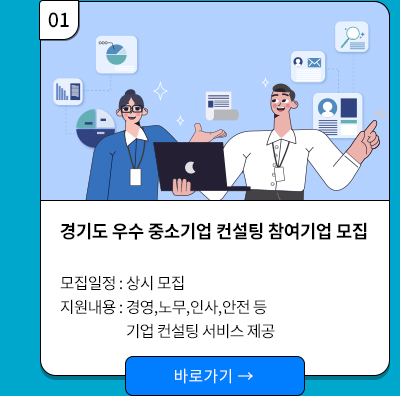 01
경기도 우수 중소기업 컨설팅 참여기업 모집
모집일정 : 상시 모집
지원내용 : 경영,노무,인사,안전 등
기업 컨설팅 서비스 제공
바로가기 →